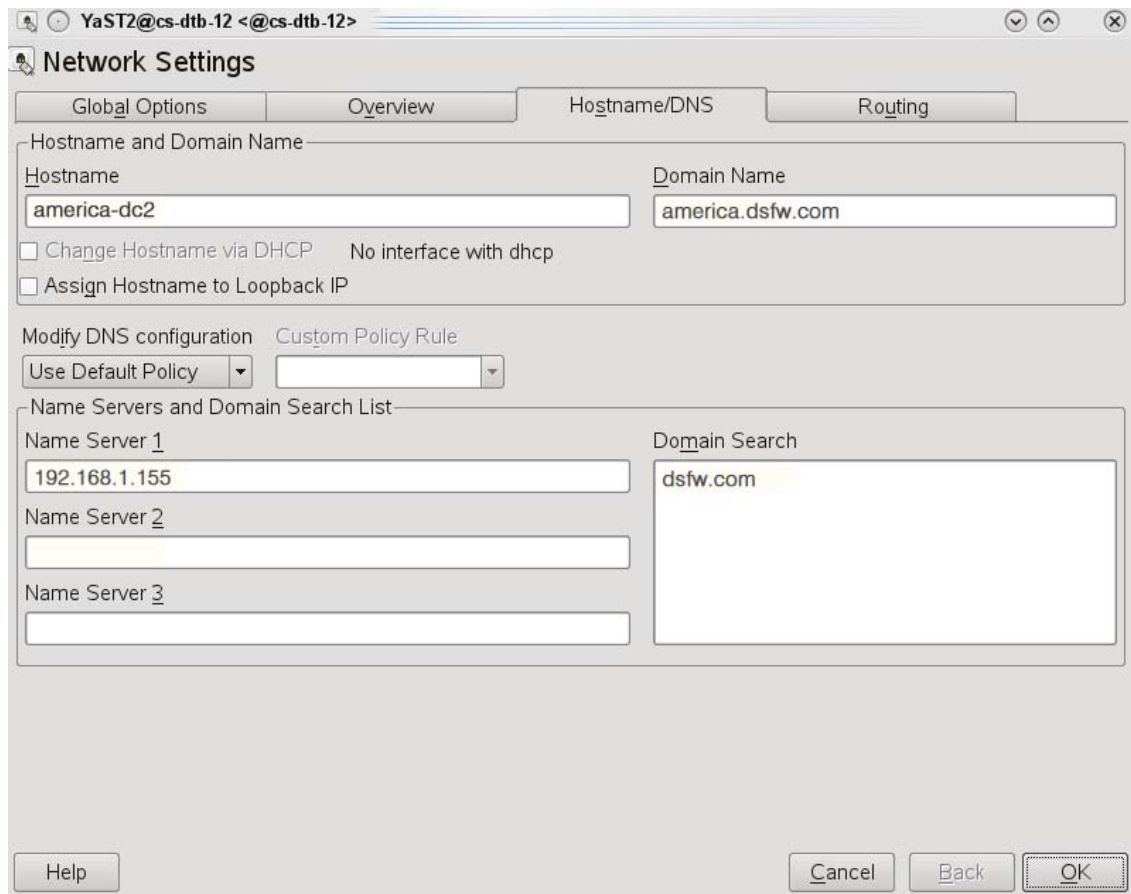 YaST2@cs-dtb-12 <@cs-dtb-12>
Network Settings
Global Options
Overview
Hostname/DNS
Routing
Hostname and Domain Name
Hostname
Domain Name
america-dc2
america.dsfw.com
Change Hostname via DHCP
No interface with dhcp
Assign Hostname to Loopback IP
Modify DNS configuration
Custom Policy Rule
Use Default Policy
Name Servers and Domain Search List
Name Server 1
Domain Search
192.168.1.155
dsfw.com
Name Server 2
Name Server 3
Help
Cancel
Back
OK